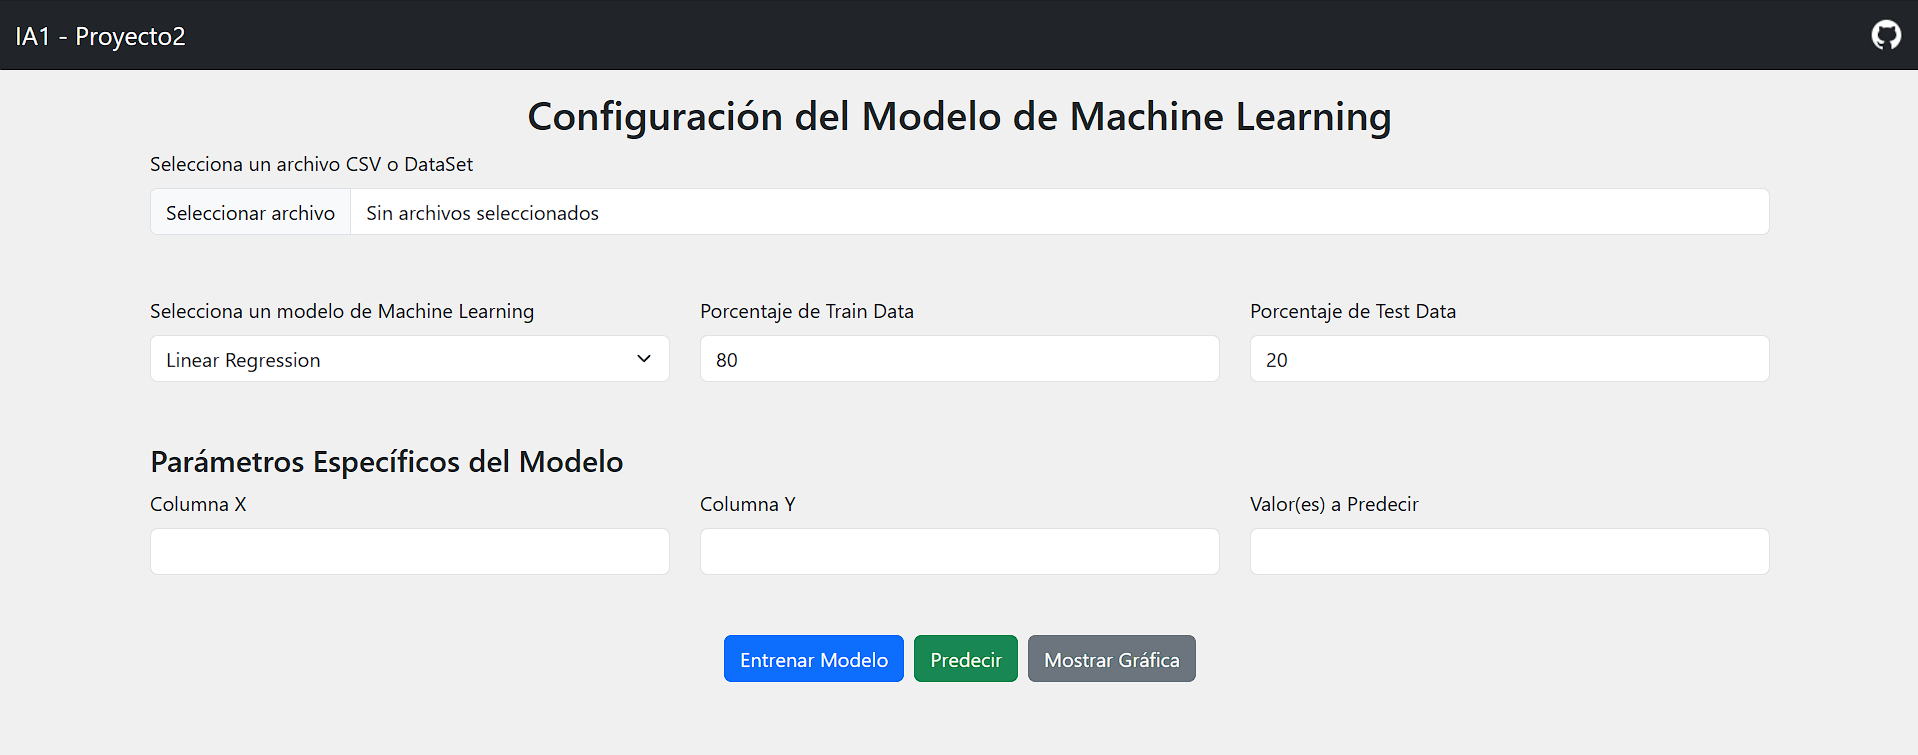 IA1 - Proyecto2
Configuración del Modelo de Machine Learning
Selecciona un archivo CSV o DataSet
Seleccionar archivo Sin archivos seleccionados
Selecciona un modelo de Machine Learning Porcentaje de Train Data Porcentaje de Test Data
Linear Regression 80 20
Parámetros Específicos del Modelo
Columna X Columna Y Valor(es) a Predecir
Entrenar Modelo Predecir Mostrar Gráfica